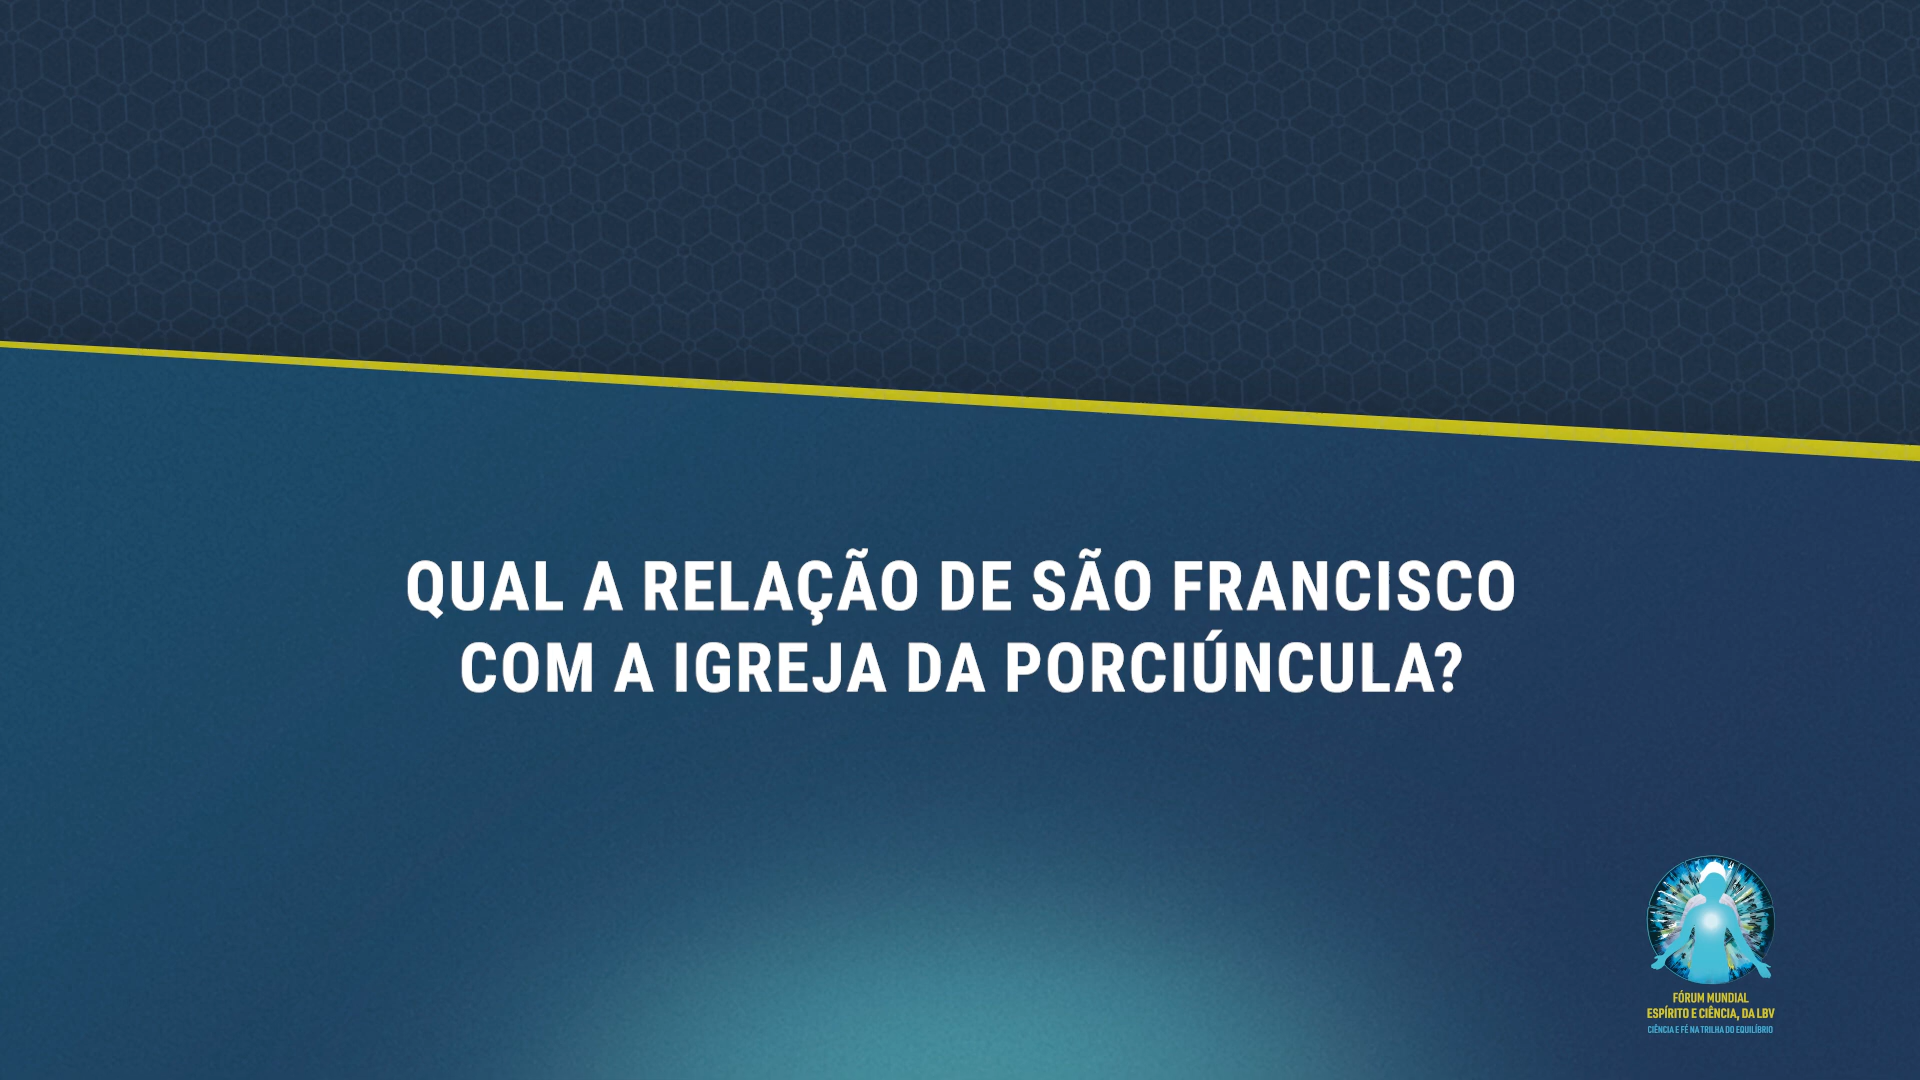 QUAL A RELAÇÃO DE SÃO FRANCISCO
COM A IGREJA DA PORCIÚNCULA?
FÓRUM MUNDIAL
ESPÍRITO E CIÊNCIA, DA LBV
CIÊNCIA E FÉ NA TRILHA DO EQUILÍBRIO